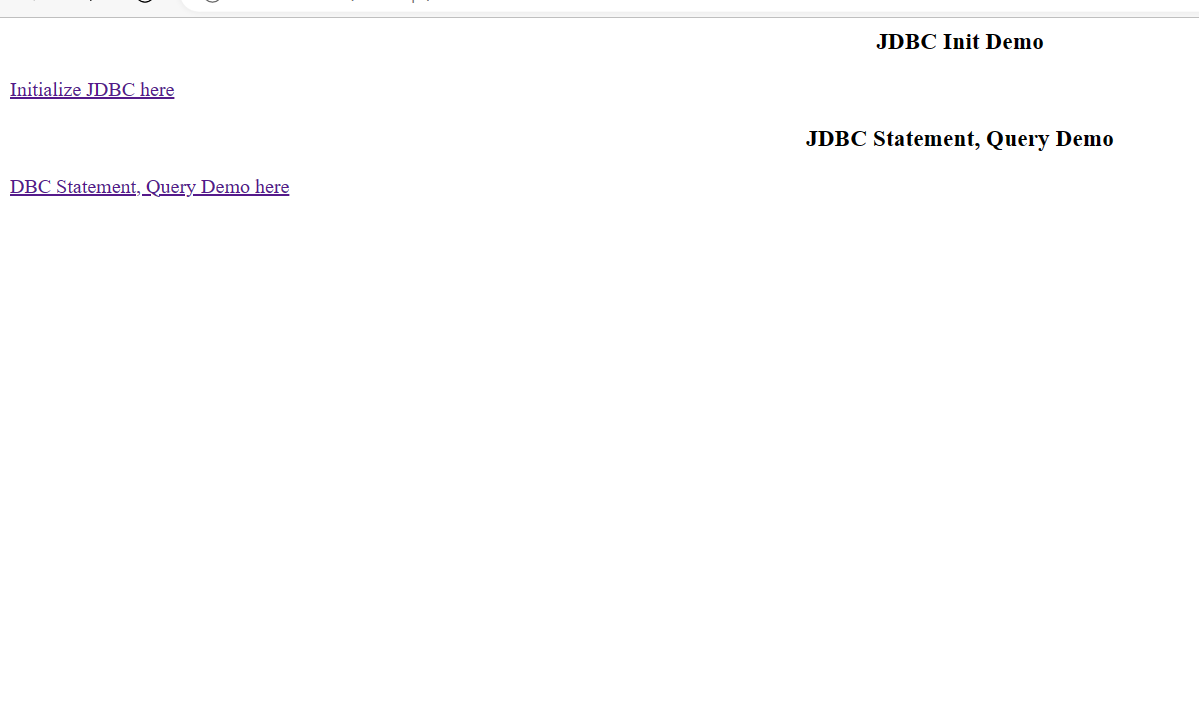 JDBC Init Demo
Initialize JDBC here
JDBC Statement, Query Demo
DBC Statement, Query Demo here